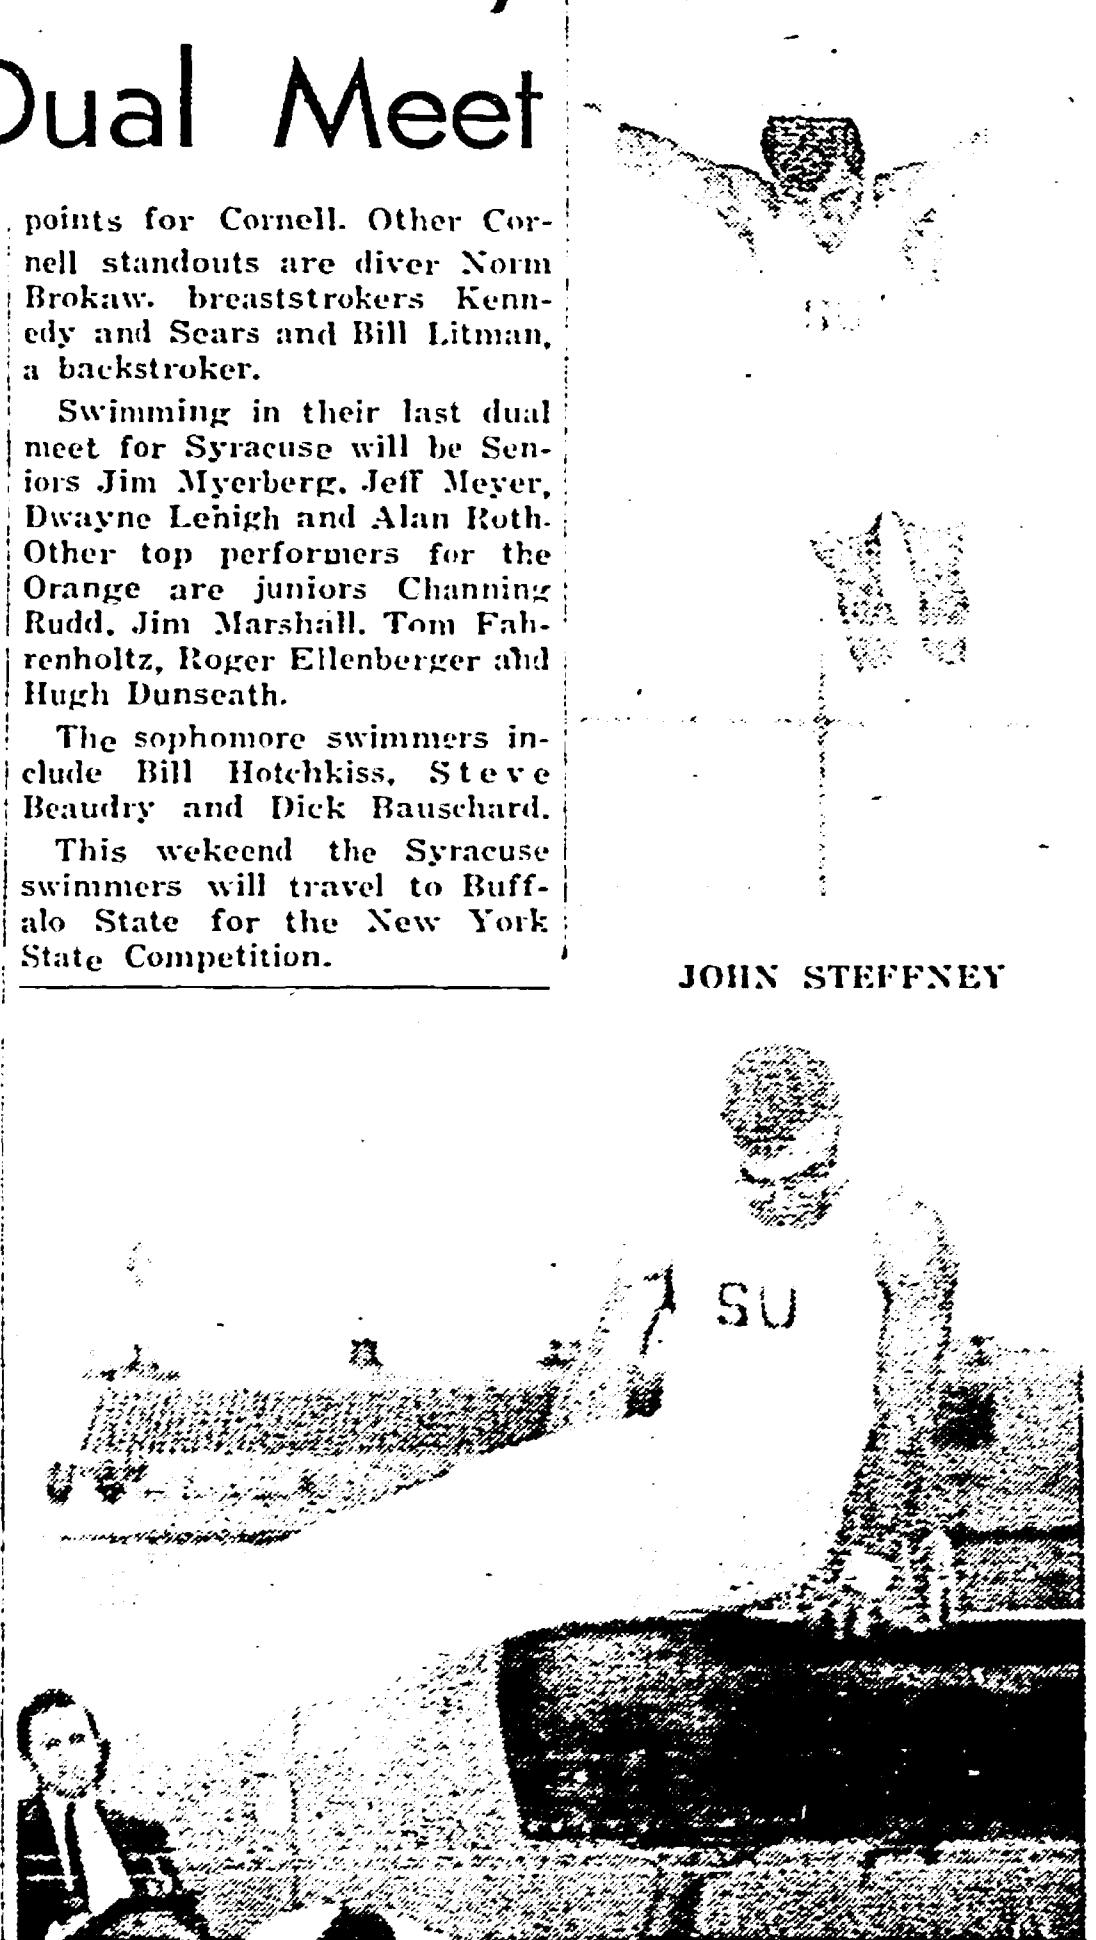 Dual Meet
points for Cornell. Other Cor-
nell standouts are diver Norm
Brokaw, breaststrokers Kenn-
edy and Sears and Bill Litman,
a backstroker.
Swimming in their last dual
meet for Syracuse will be Sen-
iors Jim Myerberg, Jeff Meyer,
Dwayne Lehigh and Alan Roth.
Other top performers for the
Orange are juniors Channing
Rudd, Jim Marshall, Tom Fah-
renholtz, Roger Ellenberger and
Hugh Dunseath.
The sophomore swimmers in-
clude Bill Hotchkiss, Steve
Beaudry and Dick Bauschard.
This wekeend the Syracuse
swimmers will travel to Buff-
alo State for the New York
State Competition.
SU
JOHN STEFFNEY
SU